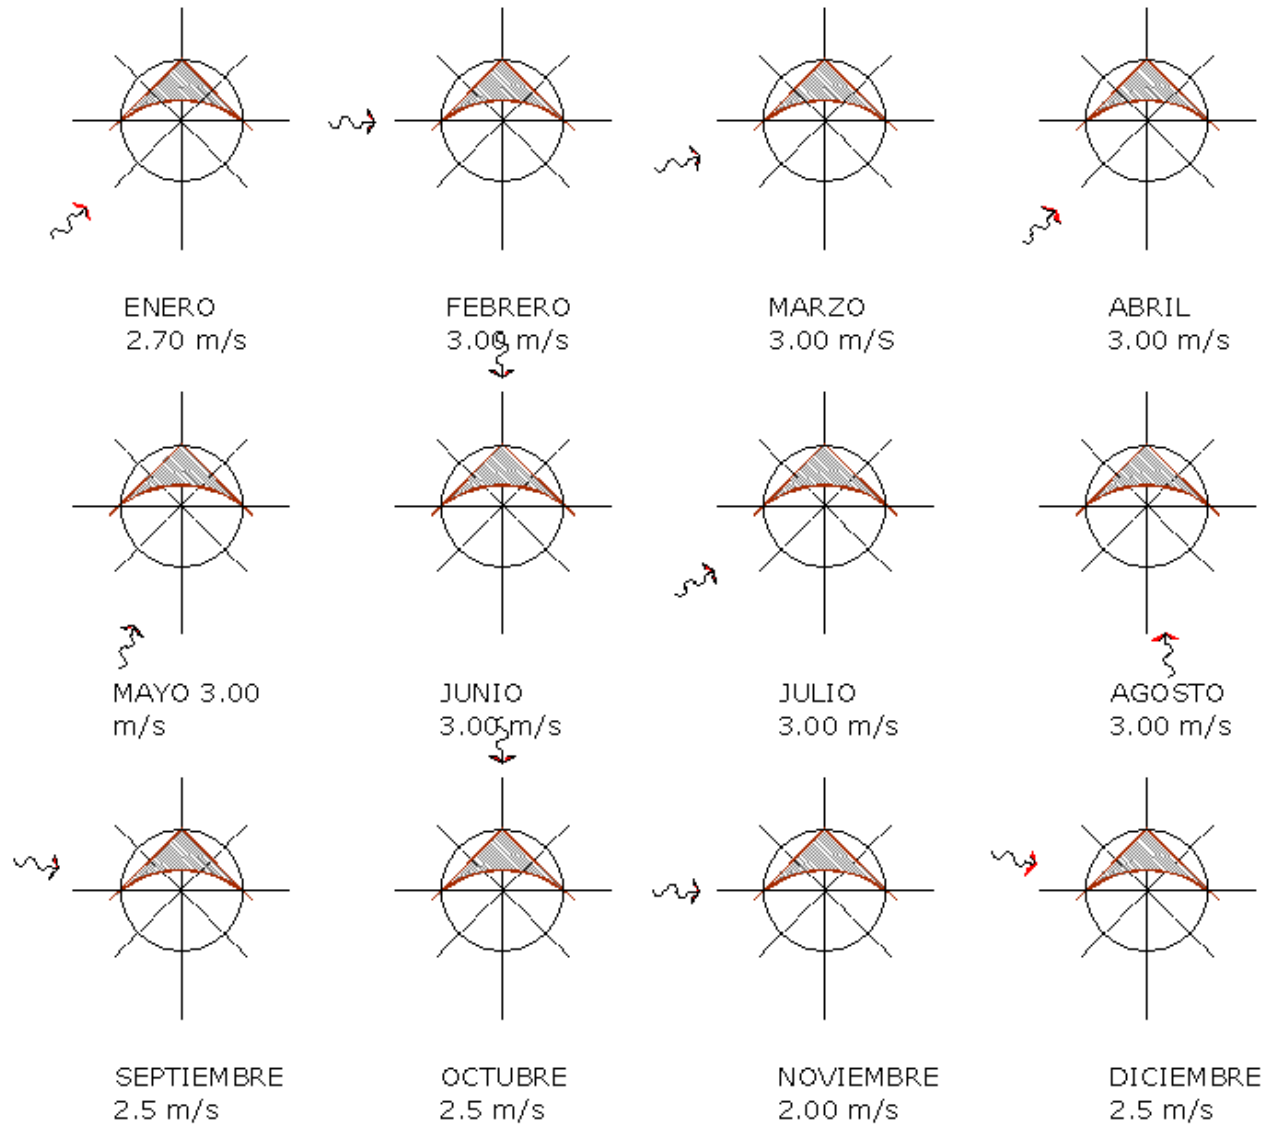 ENERO
2.70 m/s
FEBRERO
3.00 m/s
MARZO
3.00 m/S
ABRIL
3.00 m/s
MAYO 3.00
m/s
JUNIO
3.00 m/s
JULIO
3.00 m/s
AGOSTO
3.00 m/s
SEPTIEMBRE
2.5 m/s
OCTUBRE
2.5 m/s
NOVIEMBRE
2.00 m/s
DICIEMBRE
2.5 m/s